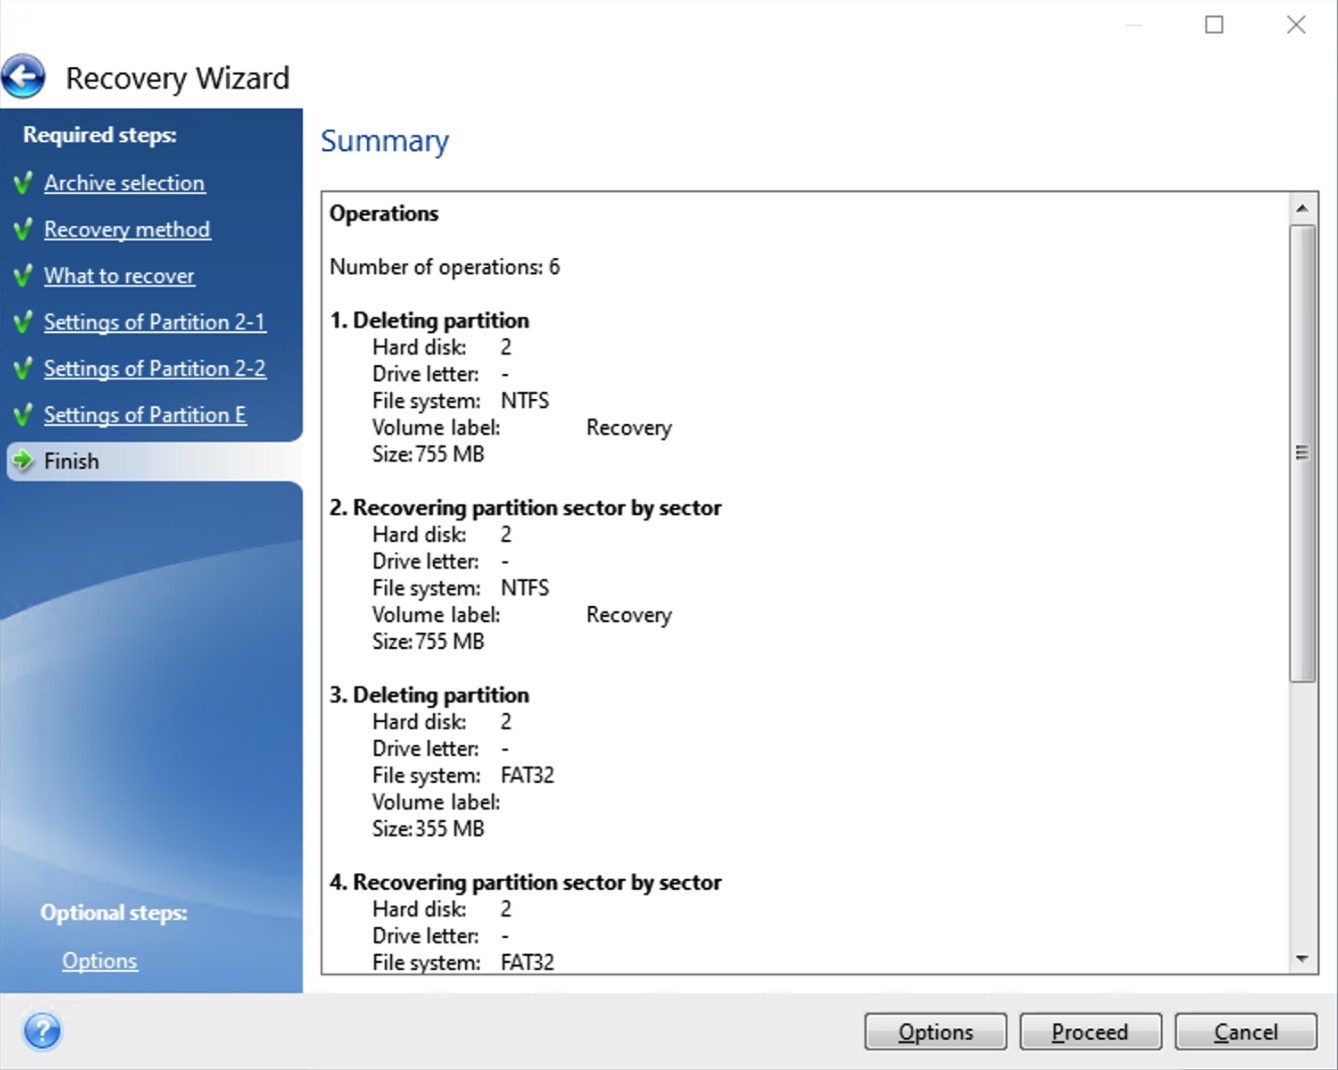 Recovery Wizard
Required steps:
Archive selection
Recovery method
What to recover
Settings of Partition 2-1
Settings of Partition 2-2
Settings of Partition E
Finish
Optional steps:
Options
Summary
Operations
Number of operations: 6
1. Deleting partition
Hard disk: 2
Drive letter: -
File system: NTFS
Volume label: Recovery
Size: 755 MB
2. Recovering partition sector by sector
Hard disk: 2
Drive letter: -
File system: NTFS
Volume label: Recovery
Size: 755 MB
3. Deleting partition
Hard disk: 2
Drive letter: -
File system: FAT32
Volume label:
Size: 355 MB
4. Recovering partition sector by sector
Hard disk: 2
Drive letter: -
File system: FAT32
?
Options
Proceed
Cancel